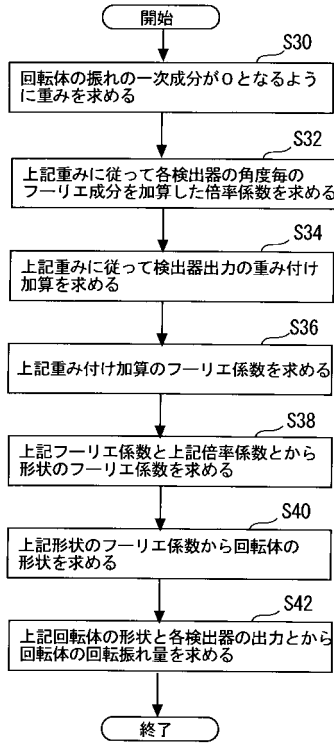 開始
S30
回転体の振れの一次成分が0となるよう
に重みを求める
S32
上記重みに従って各検出器の角度毎の
フーリエ成分を加算した倍率係数を求める
S34
上記重みに従って検出器出力の重み付け
加算を求める
S36
上記重み付け加算のフーリエ係数を求める
S38
上記フーリエ係数と上記倍率係数とから
形状のフーリエ係数を求める
S40
上記形状のフーリエ係数から回転体の
形状を求める
S42
上記回転体の形状と各検出器の出力とから
回転体の回転振れ量を求める
終了